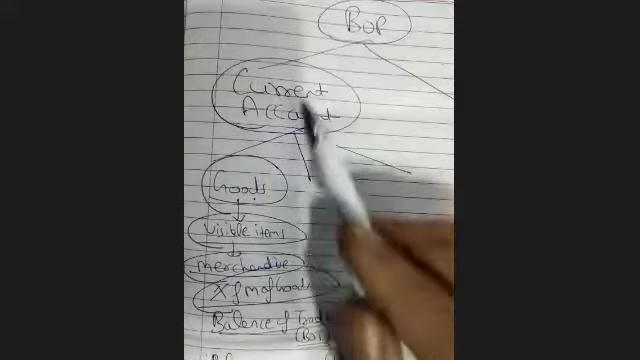 BOP
Current
Account
Goods
Visible items
merchandise
X & M of Goods
Balance of Trade
(BOT